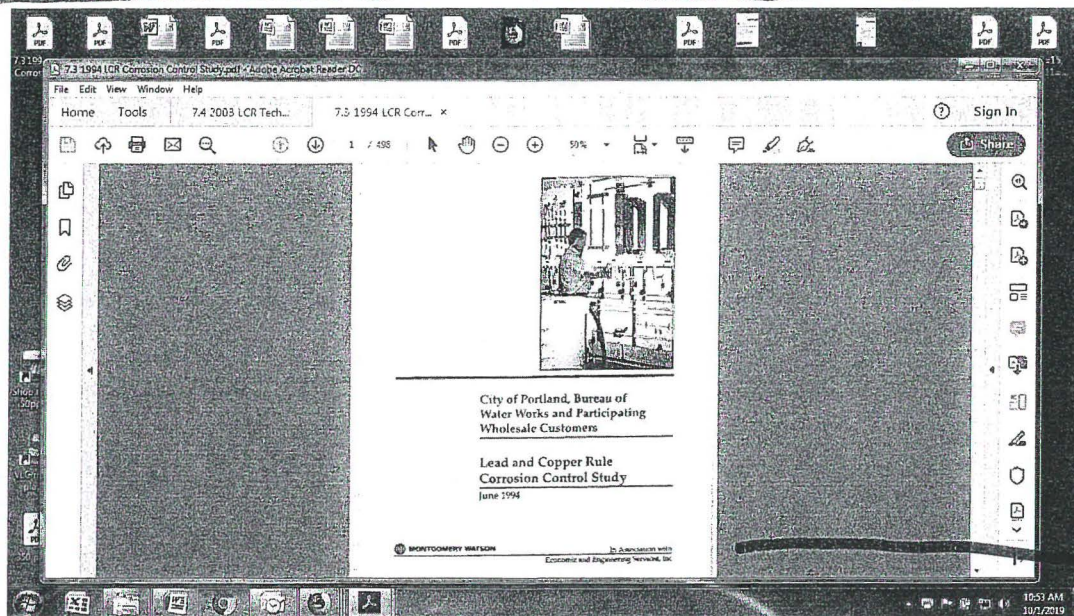 7.3 1994 LCR Corrosion Control Study.pdf - Adobe Acrobat Reader DC
File Edit View Window Help
Home Tools 7.4 2003 LCR Tech... 7.3 1994 LCR Corr... × Sign In
1 / 498 50% Share
City of Portland, Bureau of
Water Works and Participating
Wholesale Customers
Lead and Copper Rule
Corrosion Control Study
June 1994
MONTGOMERY WATSON
In Association with
Economic and Engineering Services, Inc
10:53 AM
10/1/2019